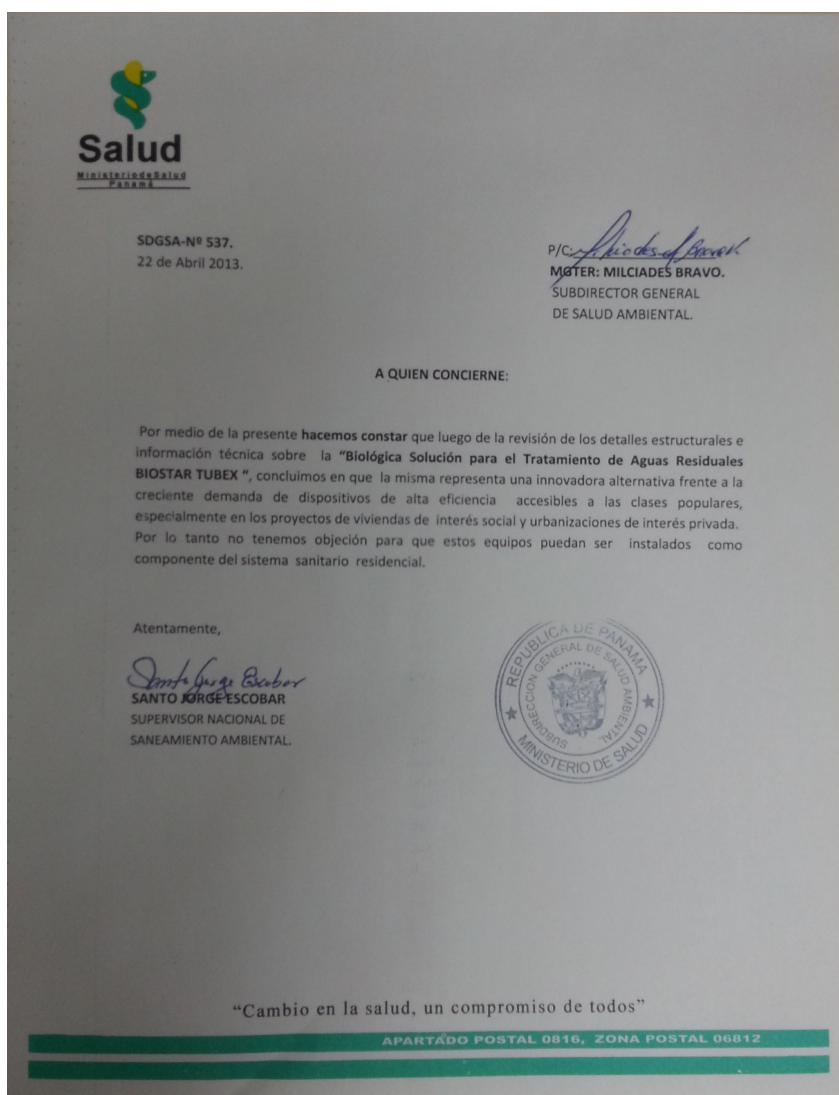 Salud
Ministerio de Salud
Panamá
SDGSA-Nº 537.
22 de Abril 2013.
P/C:
MGTER: MILCIADES BRAVO.
SUBDIRECTOR GENERAL
DE SALUD AMBIENTAL.
A QUIEN CONCIERNE:
Por medio de la presente hacemos constar que luego de la revisión de los detalles estructurales e
información técnica sobre la “Biológica Solución para el Tratamiento de Aguas Residuales
BIOSTAR TUBEX ”, concluimos en que la misma representa una innovadora alternativa frente a la
creciente demanda de dispositivos de alta eficiencia accesibles a las clases populares,
especialmente en los proyectos de viviendas de interés social y urbanizaciones de interés privada.
Por lo tanto no tenemos objeción para que estos equipos puedan ser instalados como
componente del sistema sanitario residencial.
Atentamente,
Santo Jorge Escobar
SANTO JORGE ESCOBAR
SUPERVISOR NACIONAL DE
SANEAMIENTO AMBIENTAL.
REPUBLICA DE PANAMA
SUBDIRECCION GENERAL DE SALUD AMBIENTAL
MINISTERIO DE SALUD
“Cambio en la salud, un compromiso de todos”
APARTADO POSTAL 0816, ZONA POSTAL 06812